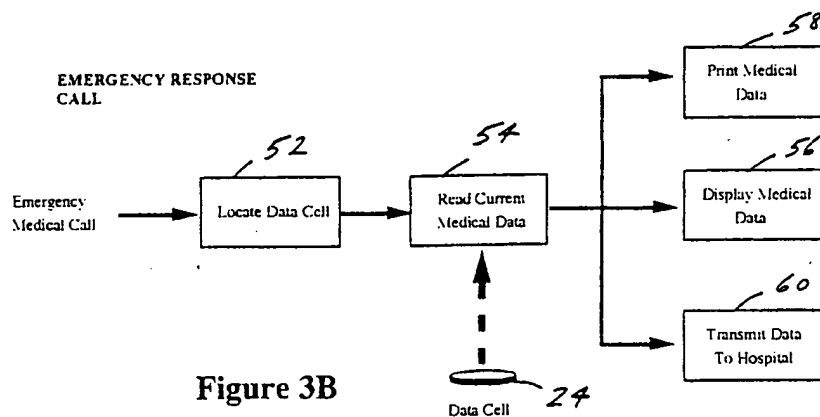 58
EMERGENCY RESPONSE
CALL
Print Medical
Data
52
54
56
Emergency
Medical Call
Locate Data Cell
Read Current
Medical Data
Display Medical
Data
60
Transmit Data
To Hospital
Figure 3B
24
Data Cell